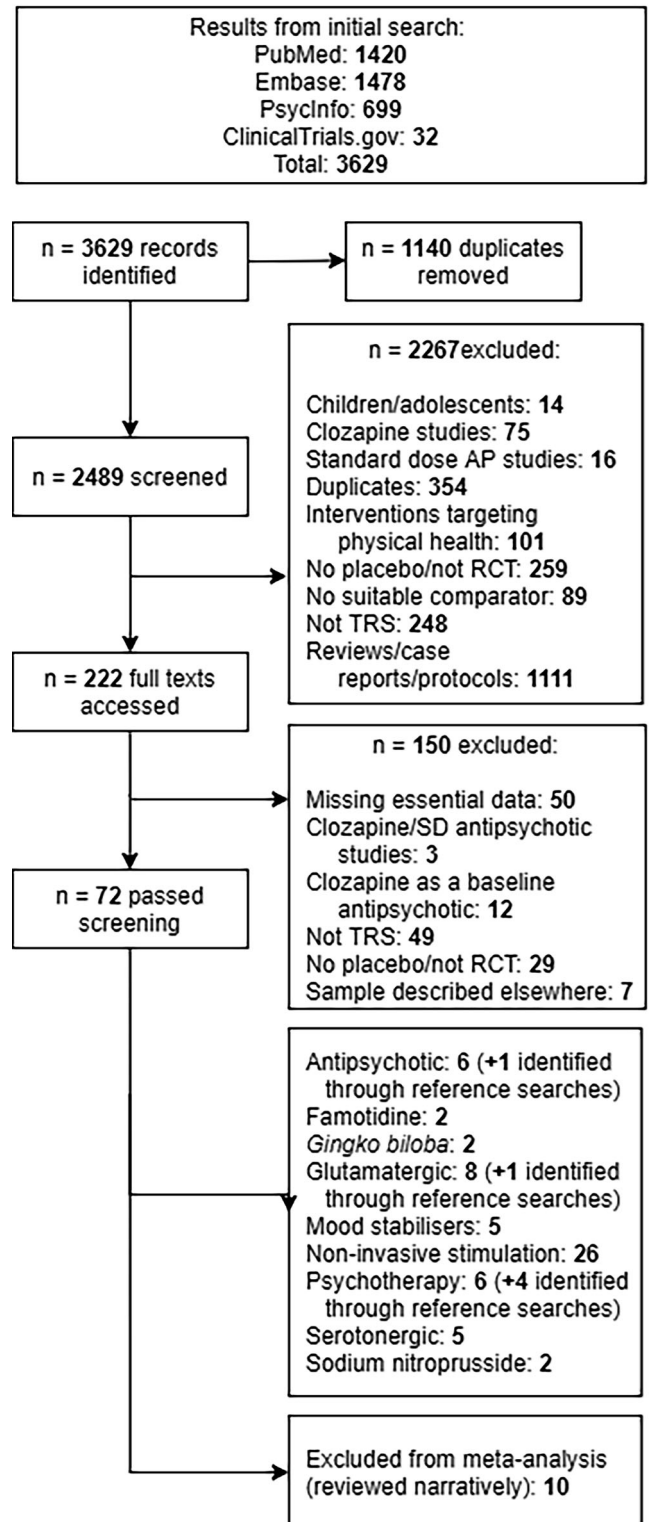 Results from initial search:
PubMed: 1420
Embase: 1478
PsycInfo: 699
ClinicalTrials.gov: 32
Total: 3629
n = 3629 records
identified
n = 1140 duplicates
removed
n = 2267excluded:
Children/adolescents: 14
Clozapine studies: 75
Standard dose AP studies: 16
Duplicates: 354
Interventions targeting
physical health: 101
No placebo/not RCT: 259
No suitable comparator: 89
Not TRS: 248
Reviews/case
reports/protocols: 1111
n = 2489 screened
n = 222 full texts
accessed
n = 150 excluded:
Missing essential data: 50
Clozapine/SD antipsychotic
studies: 3
Clozapine as a baseline
antipsychotic: 12
Not TRS: 49
No placebo/not RCT: 29
Sample described elsewhere: 7
n = 72 passed
screening
Antipsychotic: 6 (+1 identified
through reference searches)
Famotidine: 2
Gingko biloba: 2
Glutamatergic: 8 (+1 identified
through reference searches)
Mood stabilisers: 5
Non-invasive stimulation: 26
Psychotherapy: 6 (+4 identified
through reference searches)
Serotonergic: 5
Sodium nitroprusside: 2
Excluded from meta-analysis
(reviewed narratively): 10